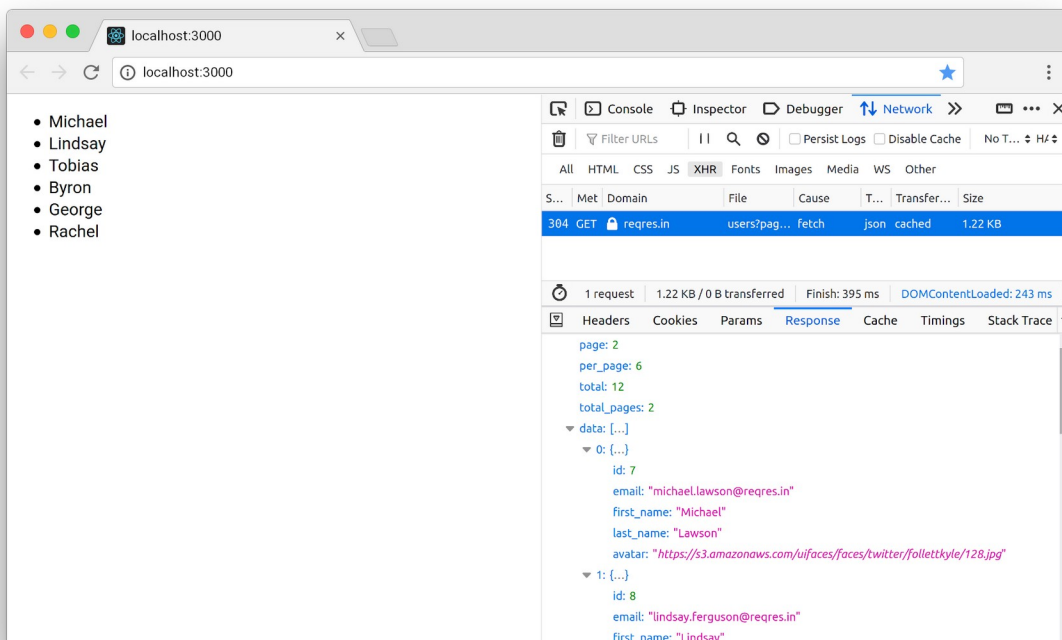 localhost:3000
localhost:3000
Michael
Lindsay
Tobias
Byron
George
Rachel
Console Inspector Debugger Network
Filter URLs Persist Logs Disable Cache No T... HA
All HTML CSS JS XHR Fonts Images Media WS Other
S... Met Domain File Cause T... Transfer... Size
304 GET reqres.in users?pag... fetch json cached 1.22 KB
1 request 1.22 KB / 0 B transferred Finish: 395 ms DOMContentLoaded: 243 ms
Headers Cookies Params Response Cache Timings Stack Trace
page: 2
per_page: 6
total: 12
total_pages: 2
data: [...]
0: {...}
id: 7
email: "michael.lawson@reqres.in"
first_name: "Michael"
last_name: "Lawson"
avatar: "https://s3.amazonaws.com/uifaces/faces/twitter/follettkyle/128.jpg"
1: {...}
id: 8
email: "lindsay.ferguson@reqres.in"
first_name: "Lindsay"